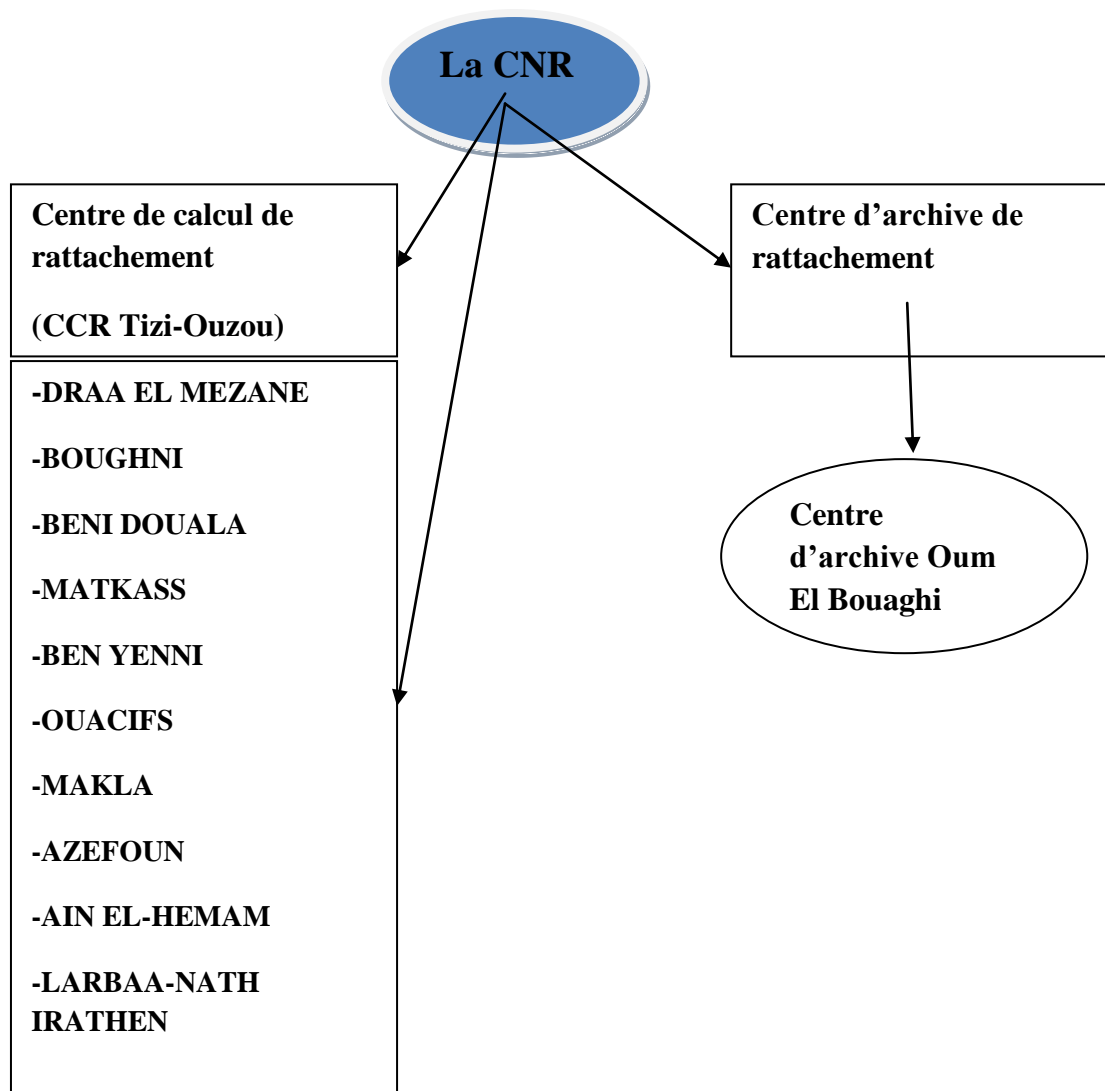 La CNR
Centre de calcul de
rattachement
(CCR Tizi-Ouzou)
-DRAA EL MEZANE
-BOUGHNI
-BENI DOUALA
-MATKASS
-BEN YENNI
-OUACIFS
-MAKLA
-AZEFOUN
-AIN EL-HEMAM
-LARBAA-NATH
IRATHEN
Centre d’archive de
rattachement
Centre
d’archive Oum
El Bouaghi